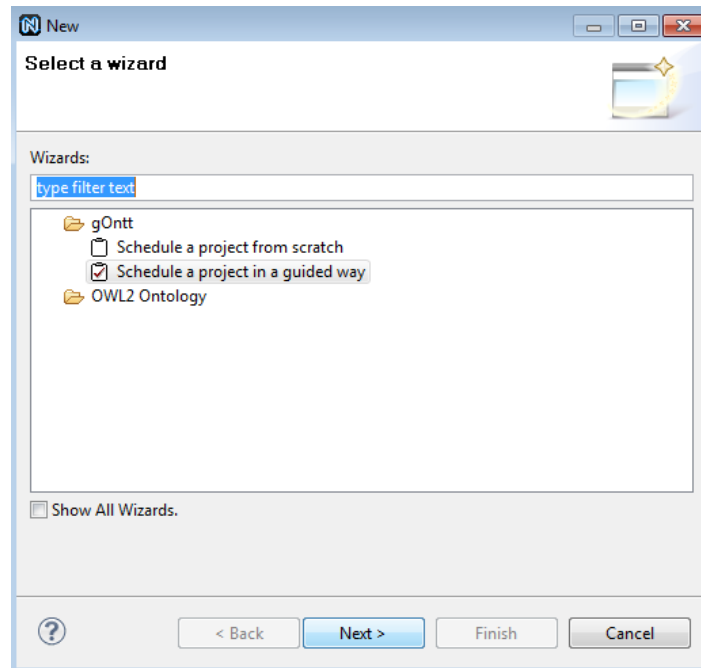 New
Select a wizard
Wizards:
type filter text
gOntt
Schedule a project from scratch
Schedule a project in a guided way
OWL2 Ontology
Show All Wizards.
? < Back Next > Finish Cancel